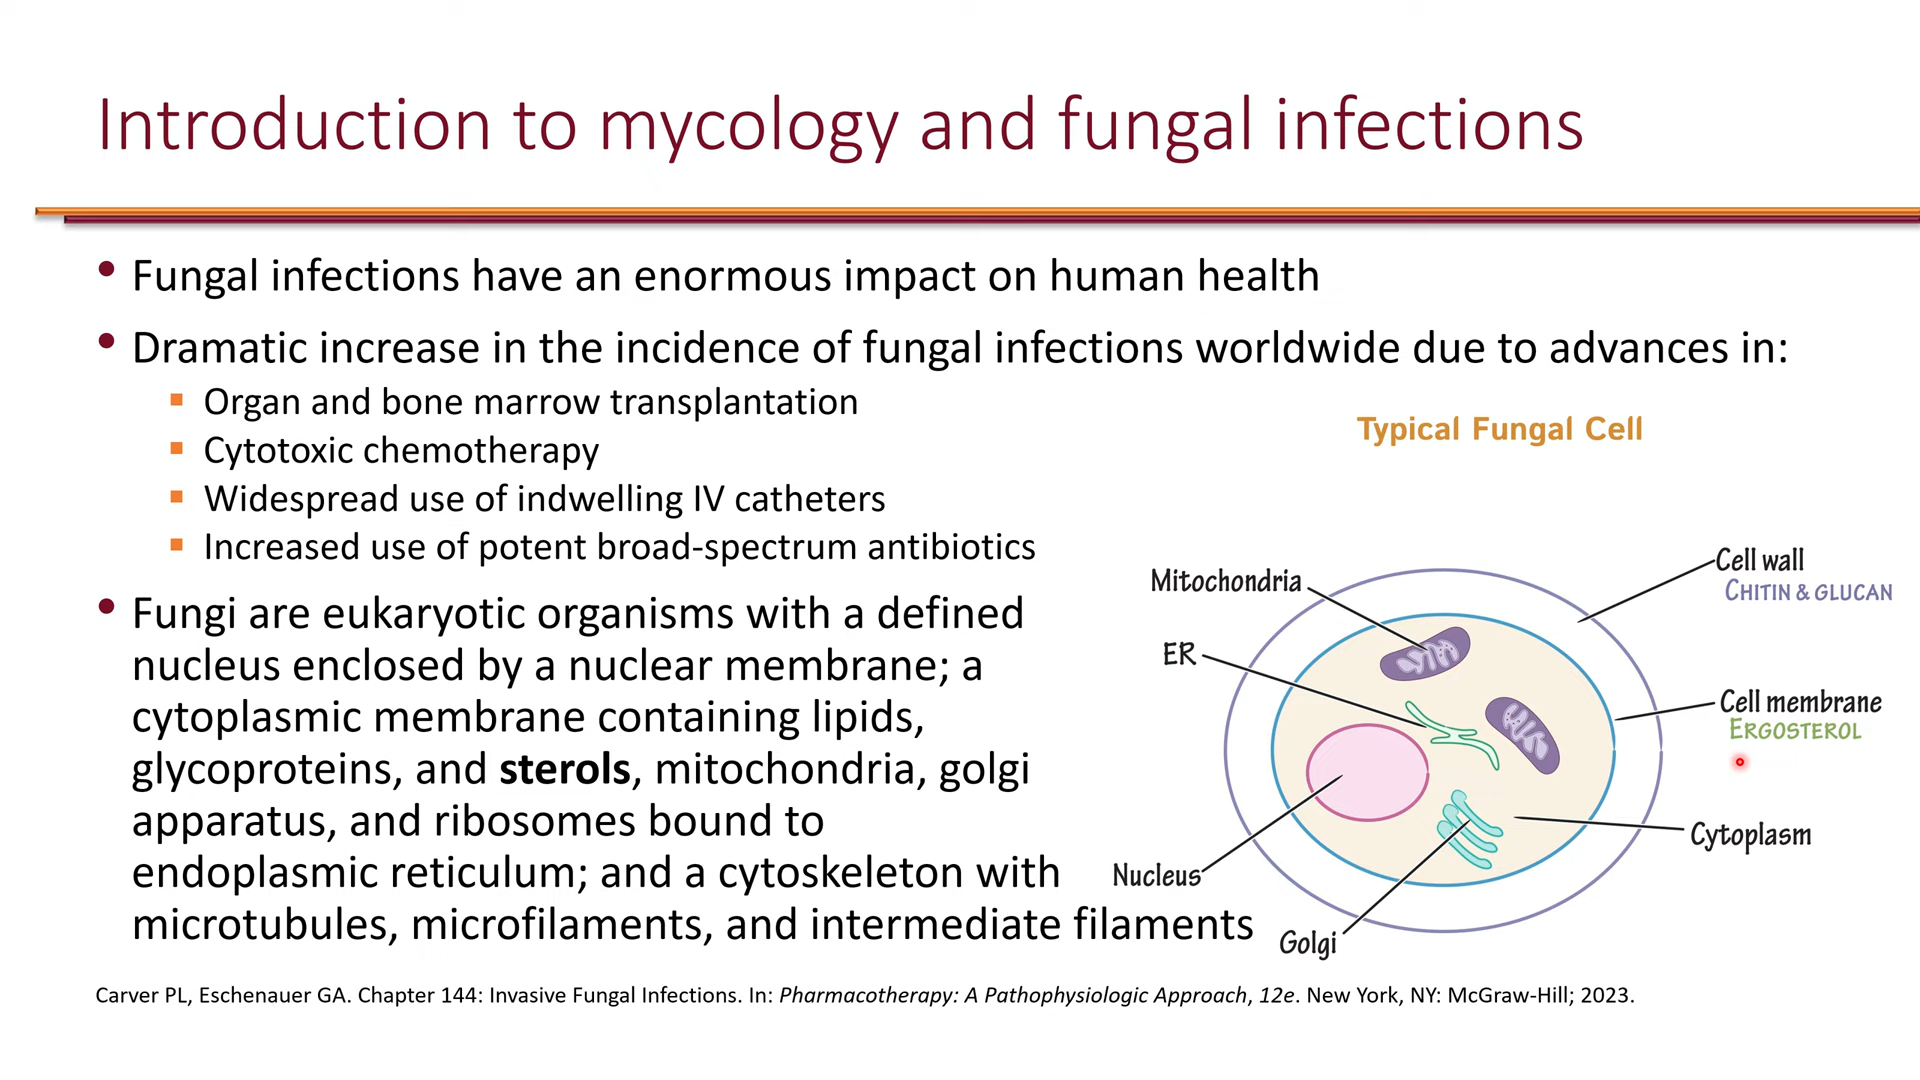 Introduction to mycology and fungal infections
• Fungal infections have an enormous impact on human health
• Dramatic increase in the incidence of fungal infections worldwide due to advances in:
▪ Organ and bone marrow transplantation
▪ Cytotoxic chemotherapy
▪ Widespread use of indwelling IV catheters
▪ Increased use of potent broad-spectrum antibiotics
• Fungi are eukaryotic organisms with a defined
nucleus enclosed by a nuclear membrane; a
cytoplasmic membrane containing lipids,
glycoproteins, and sterols, mitochondria, golgi
apparatus, and ribosomes bound to
endoplasmic reticulum; and a cytoskeleton with
microtubules, microfilaments, and intermediate filaments
Typical Fungal Cell
Mitochondria
ER
Nucleus
Golgi
Cell wall
CHITIN & GLUCAN
Cell membrane
ERGOSTEROL
Cytoplasm
Carver PL, Eschenauer GA. Chapter 144: Invasive Fungal Infections. In: Pharmacotherapy: A Pathophysiologic Approach, 12e. New York, NY: McGraw-Hill; 2023.